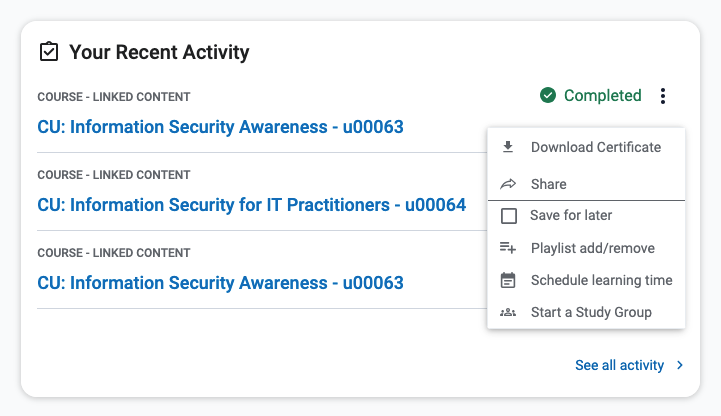 Your Recent Activity
COURSE - LINKED CONTENT
Completed
CU: Information Security Awareness - u00063
COURSE - LINKED CONTENT
CU: Information Security for IT Practitioners - u00064
COURSE - LINKED CONTENT
CU: Information Security Awareness - u00063
Download Certificate
Share
Save for later
Playlist add/remove
Schedule learning time
Start a Study Group
See all activity